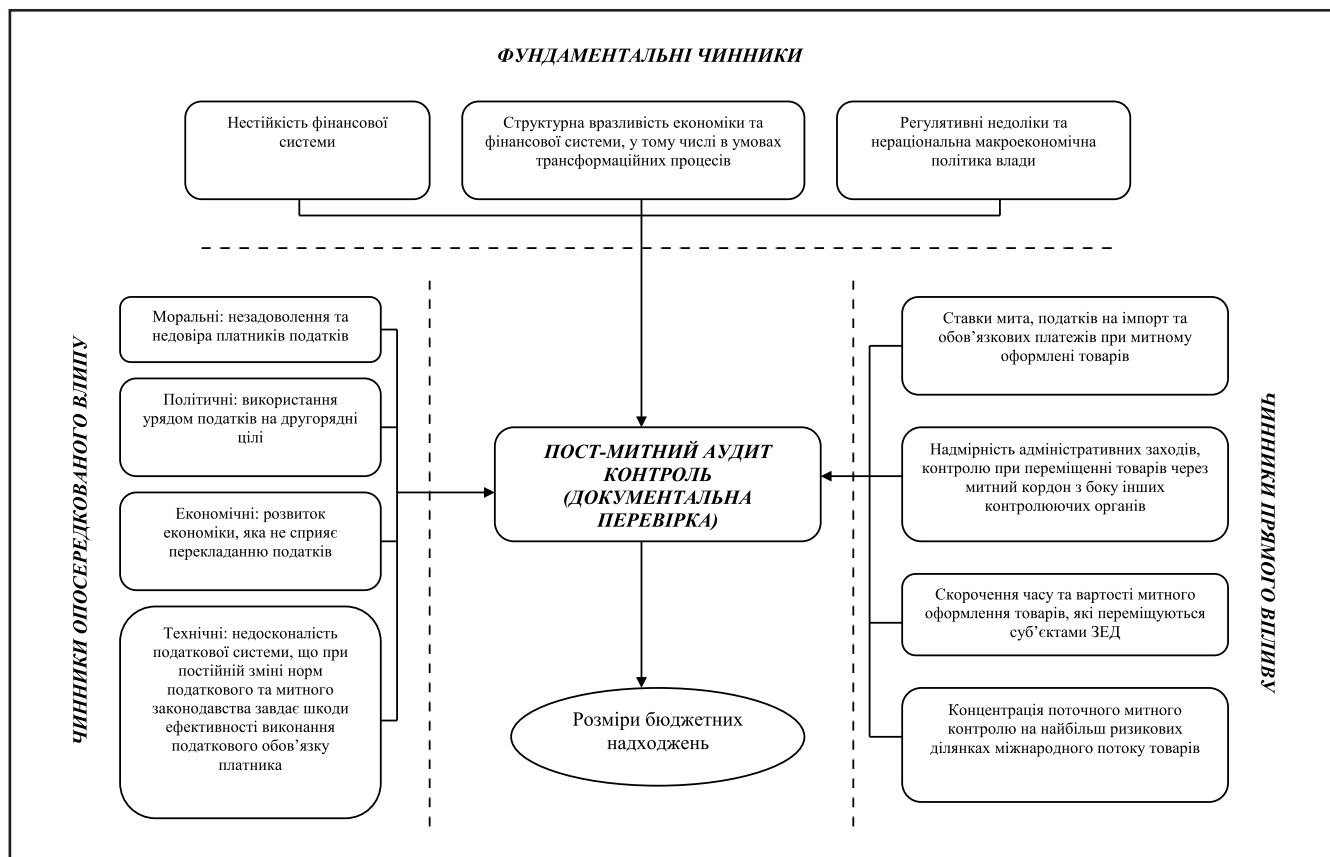 ФУНДАМЕНТАЛЬНІ ЧИННИКИ
Нестійкість фінансової
системи
Структурна вразливість економіки та
фінансової системи, у тому числі в умовах
трансформаційних процесів
Регулятивні недоліки та
нераціональна макроекономічна
політика влади
ЧИННИКИ ОПОСЕРЕДКОВАНОГО ВЛИПУ
Моральні: незадоволення та
недовіра платників податків
Політичні: використання
урядом податків на другорядні
цілі
Економічні: розвиток
економіки, яка не сприяє
перекладанню податків
Технічні: недосконалість
податкової системи, що при
постійній зміні норм
податкового та митного
законодавства завдає шкоди
ефективності виконання
податкового обов’язку
платника
ПОСТ-МИТНИЙ АУДИТ
КОНТРОЛЬ
(ДОКУМЕНТАЛЬНА
ПЕРЕВІРКА)
Розміри бюджетних
надходжень
Ставки мита, податків на імпорт та
обов’язкових платежів при митному
оформлені товарів
Надмірність адміністративних заходів,
контролю при переміщенні товарів через
митний кордон з боку інших
контролюючих органів
Скорочення часу та вартості митного
оформлення товарів, які переміщуються
суб’єктами ЗЕД
Концентрація поточного митного
контролю на найбільш ризикових
ділянках міжнародного потоку товарів
ЧИННИКИ ПРЯМОГО ВПЛИВУ